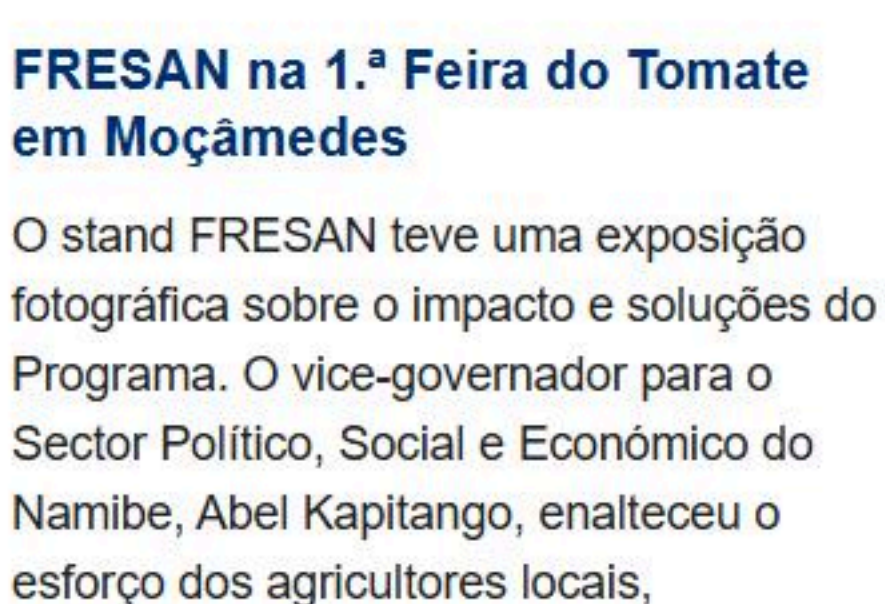 FRESAN na 1.ª Feira do Tomate
em Moçâmedes
O stand FRESAN teve uma exposição
fotográfica sobre o impacto e soluções do
Programa. O vice-governador para o
Sector Político, Social e Económico do
Namibe, Abel Kapitango, enalteceu o
esforço dos agricultores locais,